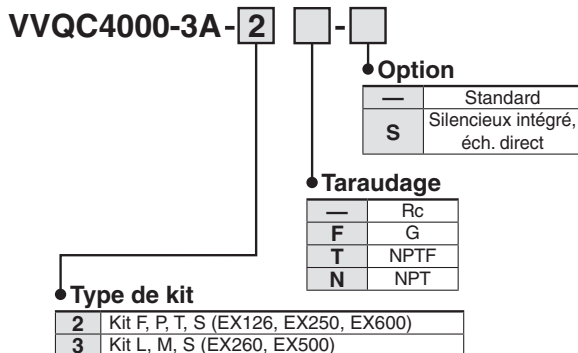 VVQC4000-3A-2 -
Option
— Standard
S Silencieux intégré,
éch. direct
Taraudage
— Rc
F G
T NPTF
N NPT
Type de kit
2 Kit F, P, T, S (EX126, EX250, EX600)
3 Kit L, M, S (EX260, EX500)